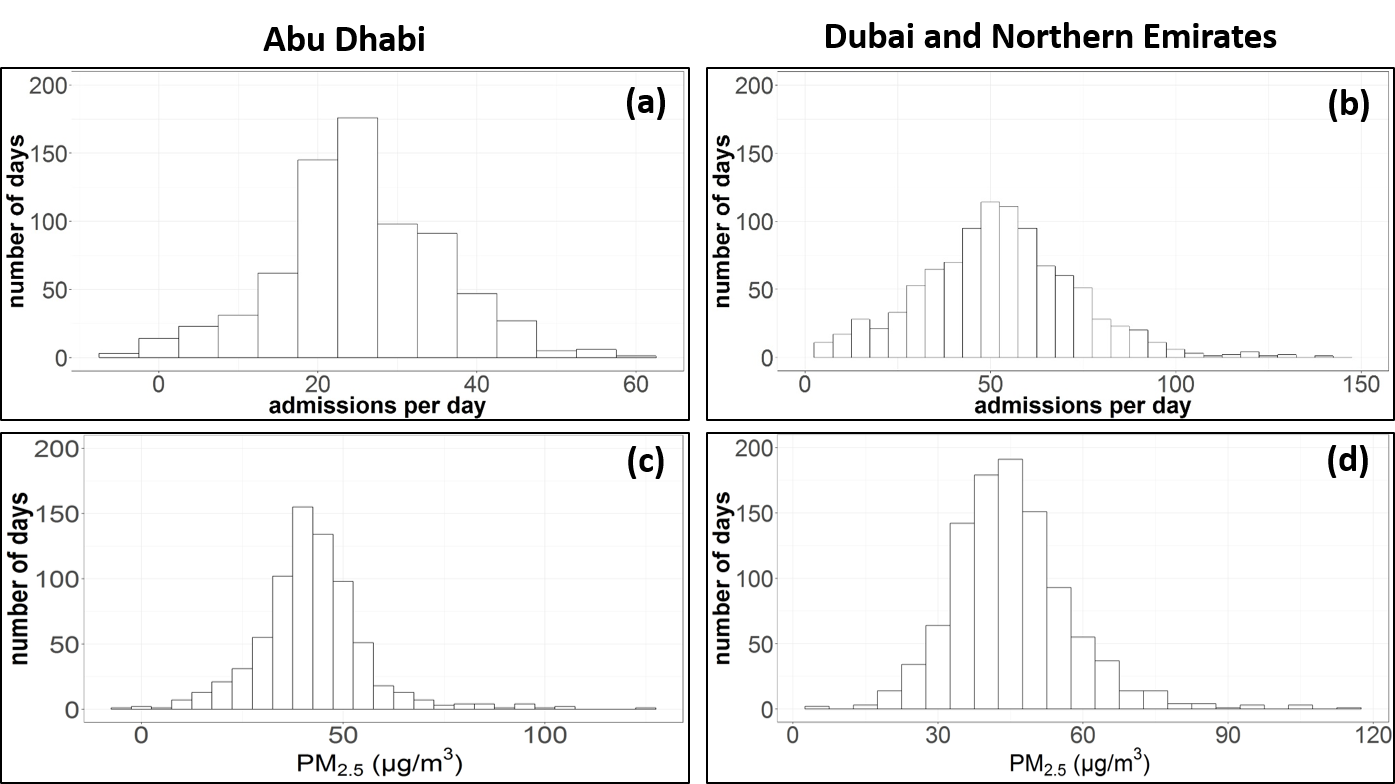 Abu Dhabi
Dubai and Northern Emirates
(a)
number of days
200
150
100
50
0
0 20 40 60
admissions per day
(b)
number of days
200
150
100
50
0
0 50 100 150
admissions per day
(c)
number of days
200
150
100
50
0
0 50 100
PM2.5 (µg/m3)
(d)
number of days
200
150
100
50
0
0 30 60 90 120
PM2.5 (µg/m3)